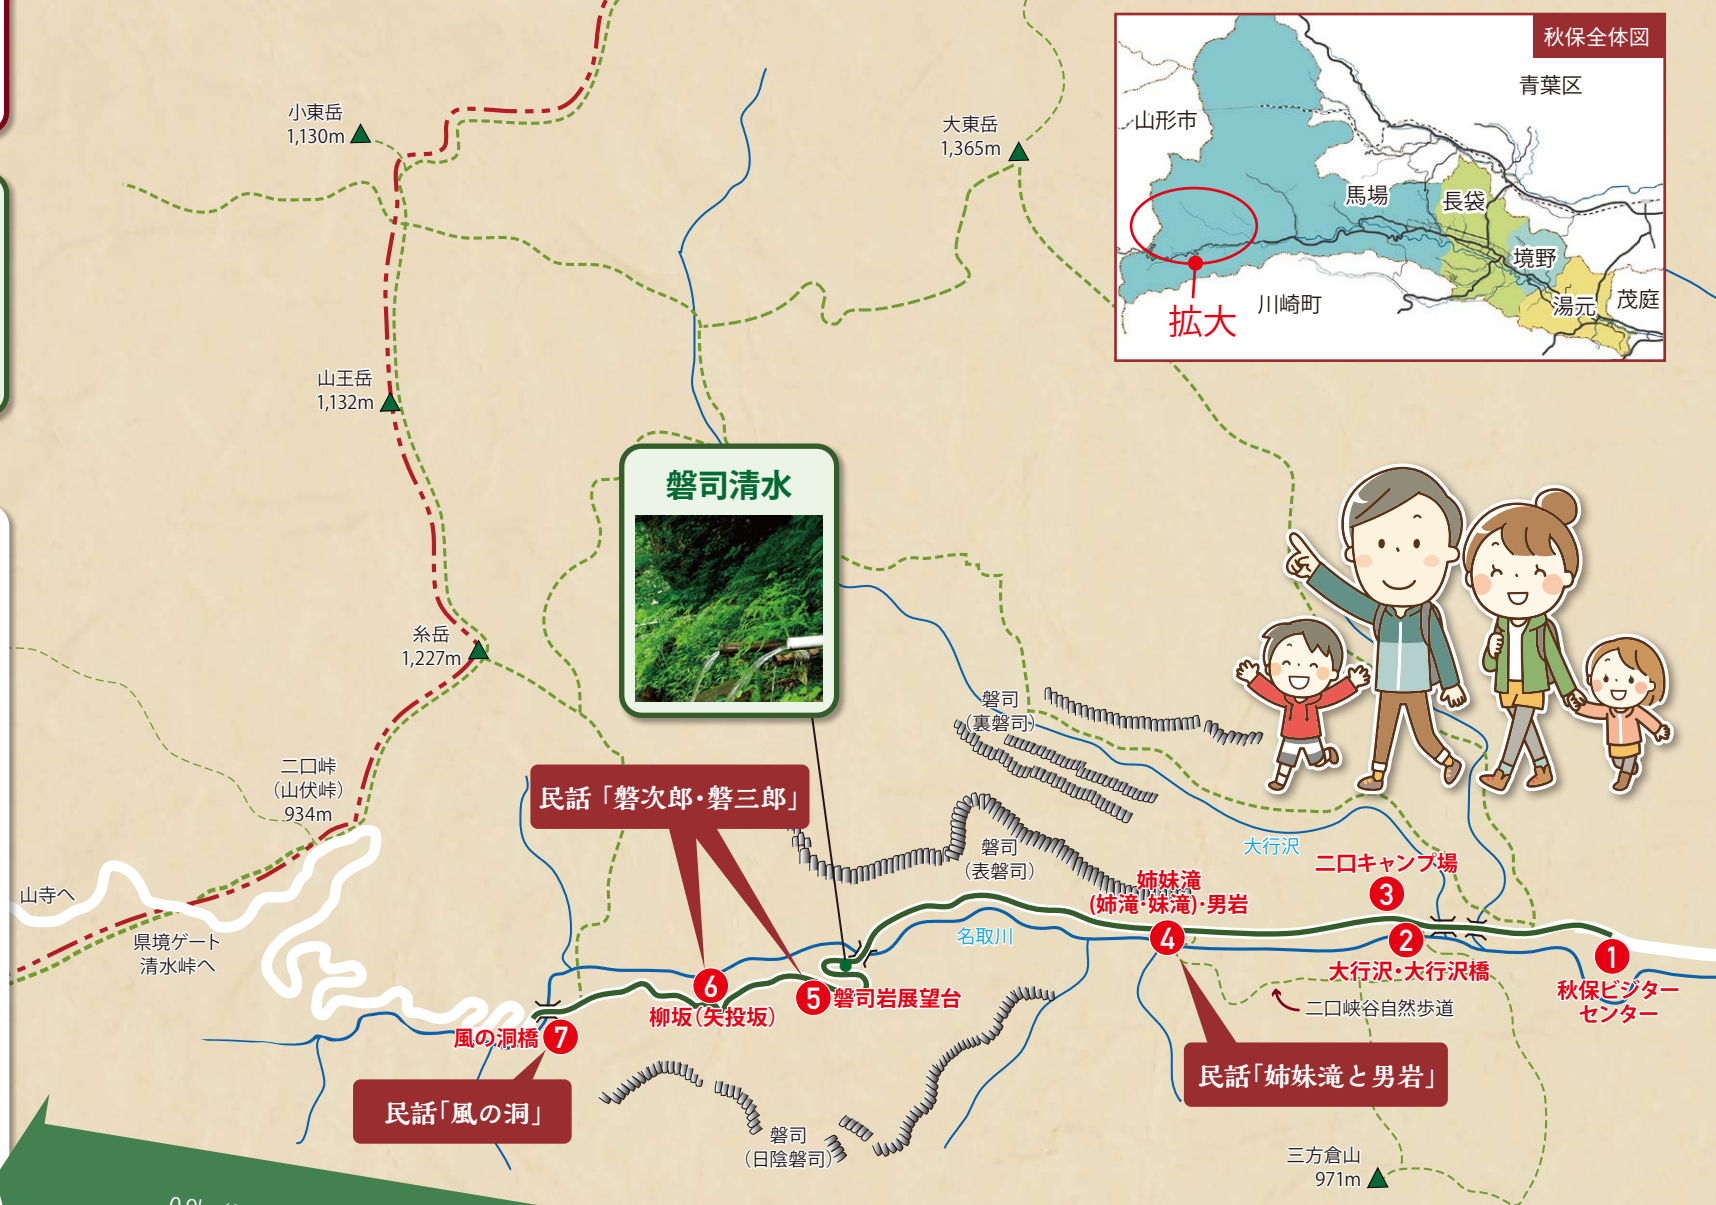 秋保全体図
青葉区
山形市
馬場
長袋
境野
湯元
茂庭
川崎町
拡大
小東岳
1,130m
大東岳
1,365m
山王岳
1,132m
磐司清水
糸岳
1,227m
磐司
(裏磐司)
二口峠
(山伏峠)
934m
民話「磐次郎・磐三郎」
磐司
(表磐司)
大行沢
二口キャンプ場
3
姉妹滝
(姉滝・妹滝)・男岩
4
山寺へ
県境ゲート
清水峠へ
名取川
2
大行沢・大行沢橋
1
秋保ビジター
センター
6
柳坂(矢投坂)
5
磐司岩展望台
二口峡谷自然歩道
風の洞橋
7
民話「姉妹滝と男岩」
民話「風の洞」
磐司
(日陰磐司)
三方倉山
971m